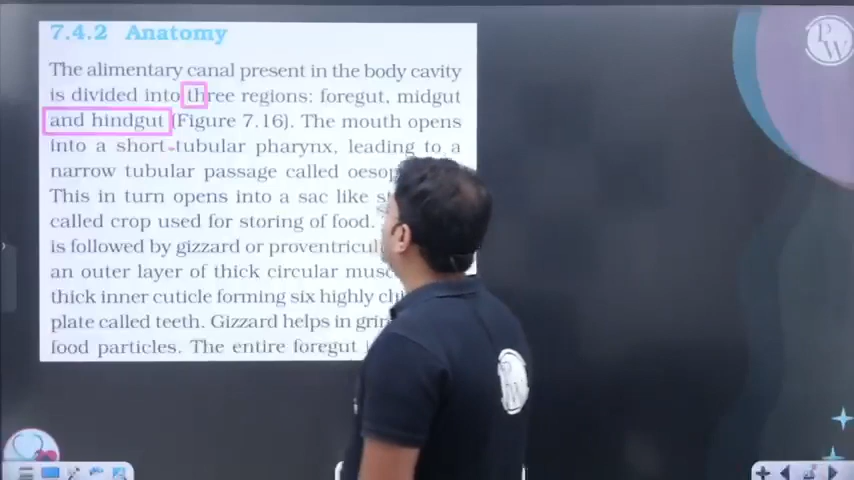 7.4.2 Anatomy
The alimentary canal present in the body cavity
is divided into three regions: foregut, midgut
and hindgut (Figure 7.16). The mouth opens
into a short tubular pharynx, leading to a
narrow tubular passage called
This in turn opens into a sac like
called crop used for storing of food.
is followed by gizzard or
an outer layer of thick circular
thick inner cuticle forming six highly
plate called teeth. Gizzard helps in
food particles. The entire foregut
PW
PW